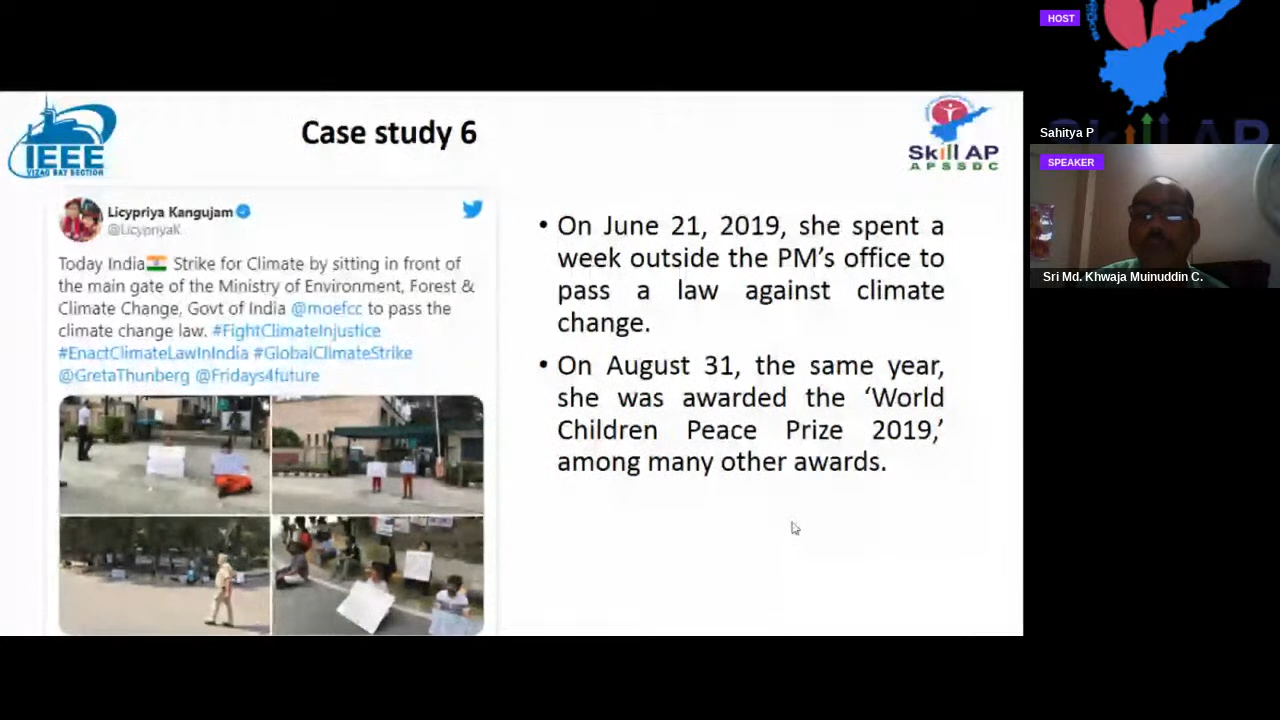 IEEE
VIZAG BAY SECTION
Case study 6
Skill AP
APSSDC
Licypriya Kangujam
@LicypriyaK
Today India Strike for Climate by sitting in front of
the main gate of the Ministry of Environment, Forest &
Climate Change, Govt of India @moefcc to pass the
climate change law. #FightClimateInjustice
#EnactClimateLawInIndia #GlobalClimateStrike
@GretaThunberg @Fridays4future
• On June 21, 2019, she spent a
week outside the PM’s office to
pass a law against climate
change.
• On August 31, the same year,
she was awarded the ‘World
Children Peace Prize 2019,’
among many other awards.
HOST
Sahitya P
SPEAKER
Sri Md. Khwaja Muinuddin C.